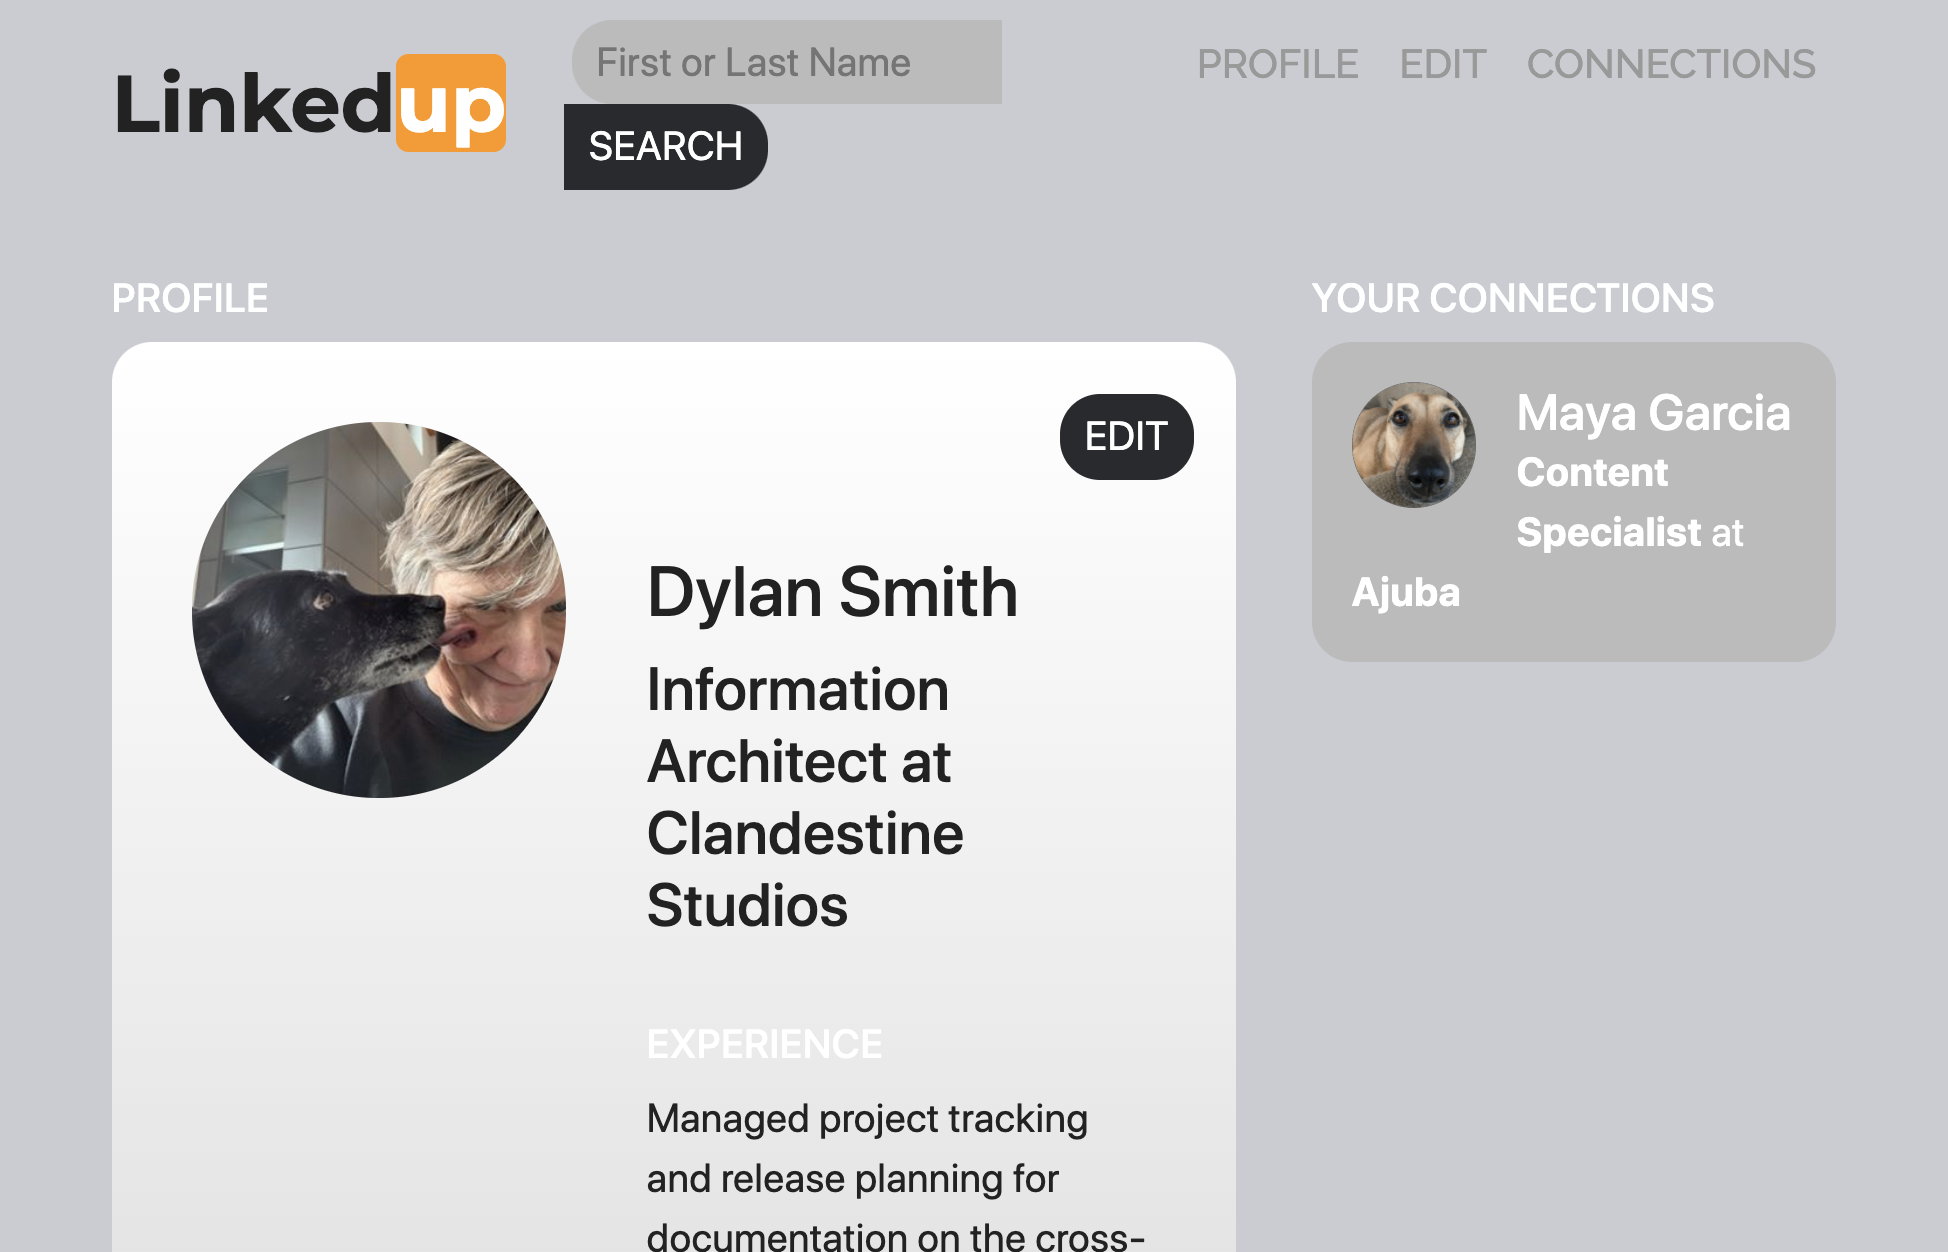 Linkedup
First or Last Name
SEARCH
PROFILE EDIT CONNECTIONS
PROFILE
EDIT
Dylan Smith
Information
Architect at
Clandestine
Studios
EXPERIENCE
Managed project tracking
and release planning for
documentation on the cross-
YOUR CONNECTIONS
Maya Garcia
Content
Specialist at
Ajuba